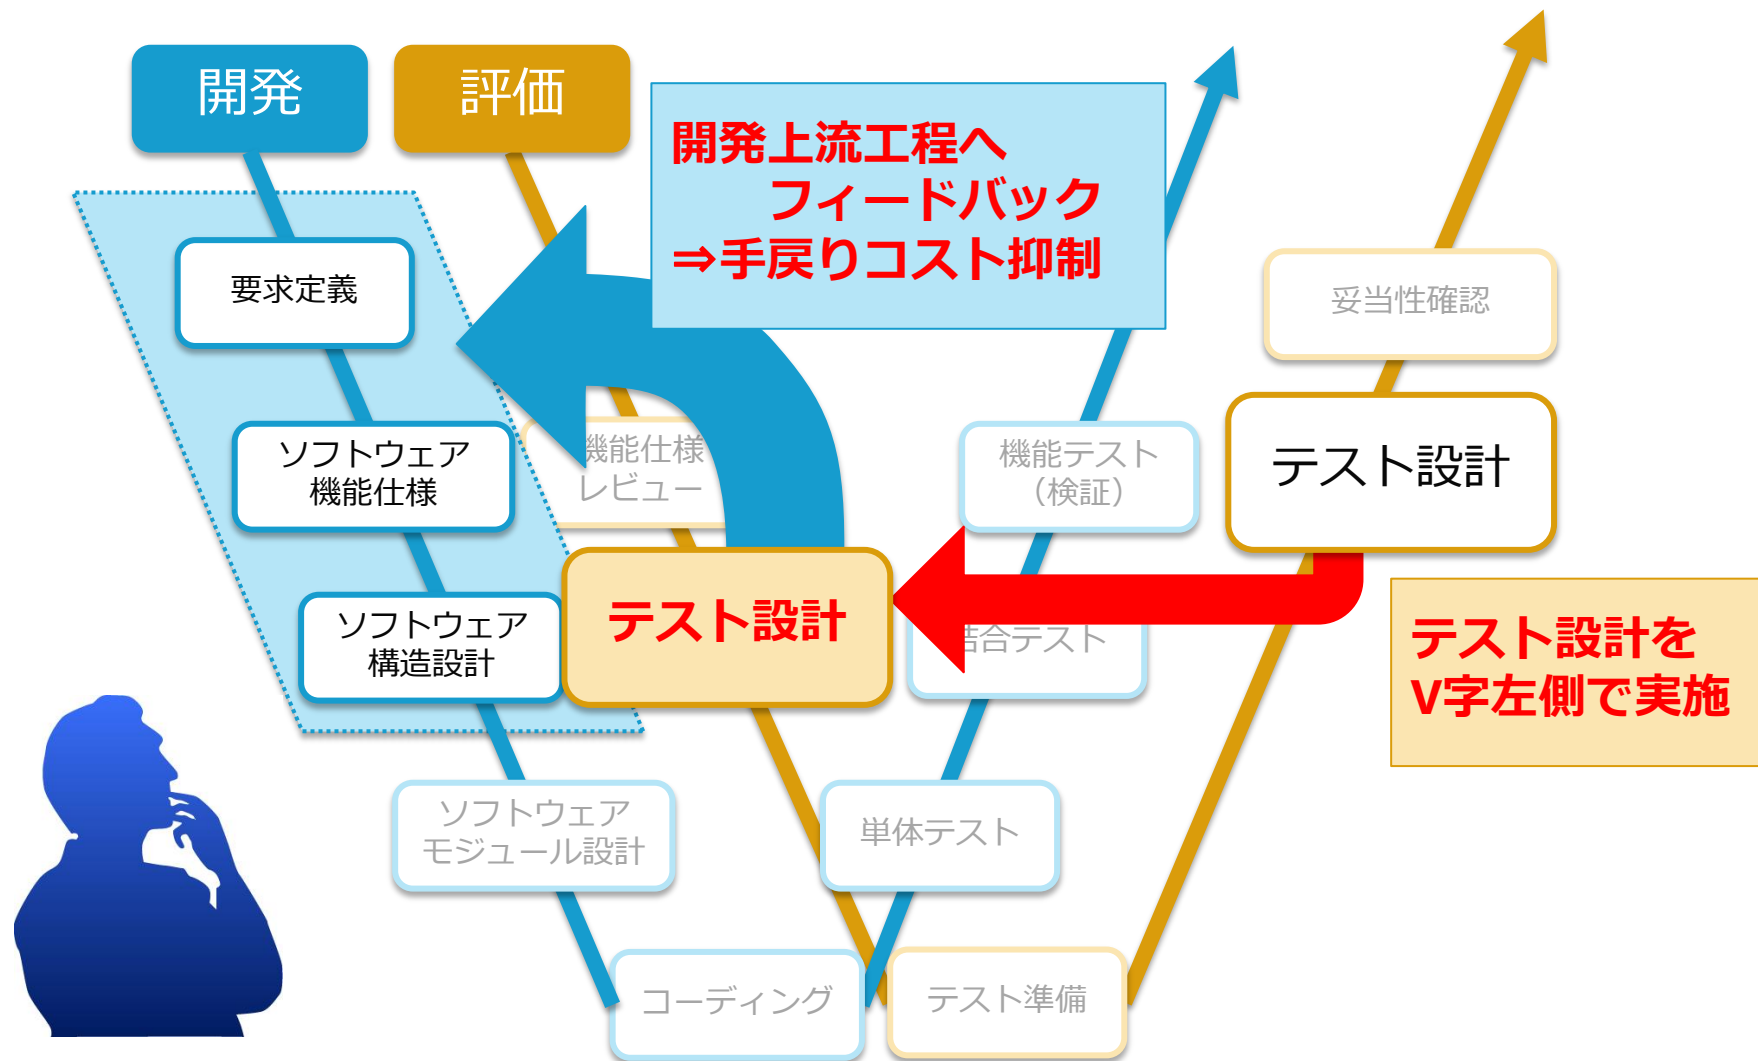 開発
評価
開発上流工程へ
フィードバック
⇒手戻りコスト抑制
要求定義
妥当性確認
ソフトウェア
機能仕様
機能仕様
レビュー
機能テスト
（検証）
テスト設計
ソフトウェア
構造設計
テスト設計
結合テスト
テスト設計を
V字左側で実施
ソフトウェア
モジュール設計
単体テスト
コーディング
テスト準備